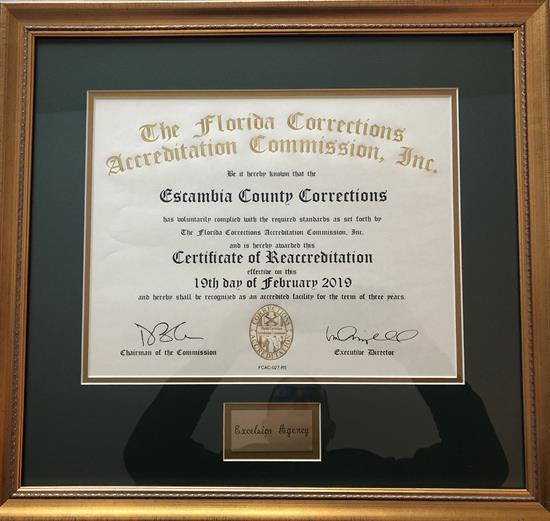 The Florida Corrections
Accreditation Commission, Inc.
Be it hereby known that the
Escambia County Corrections
has voluntarily complied with the required standards as set forth by
The Florida Corrections Accreditation Commission, Inc.
and is hereby awarded this
Certificate of Reaccreditation
effective on this
19th day of February 2019
and hereby shall be recognized as an accredited facility for the term of three years.
CORRECTIONS
ACCREDITATION
Chairman of the Commission
Executive Director
FCAC-027-R5
Excelsior Agency